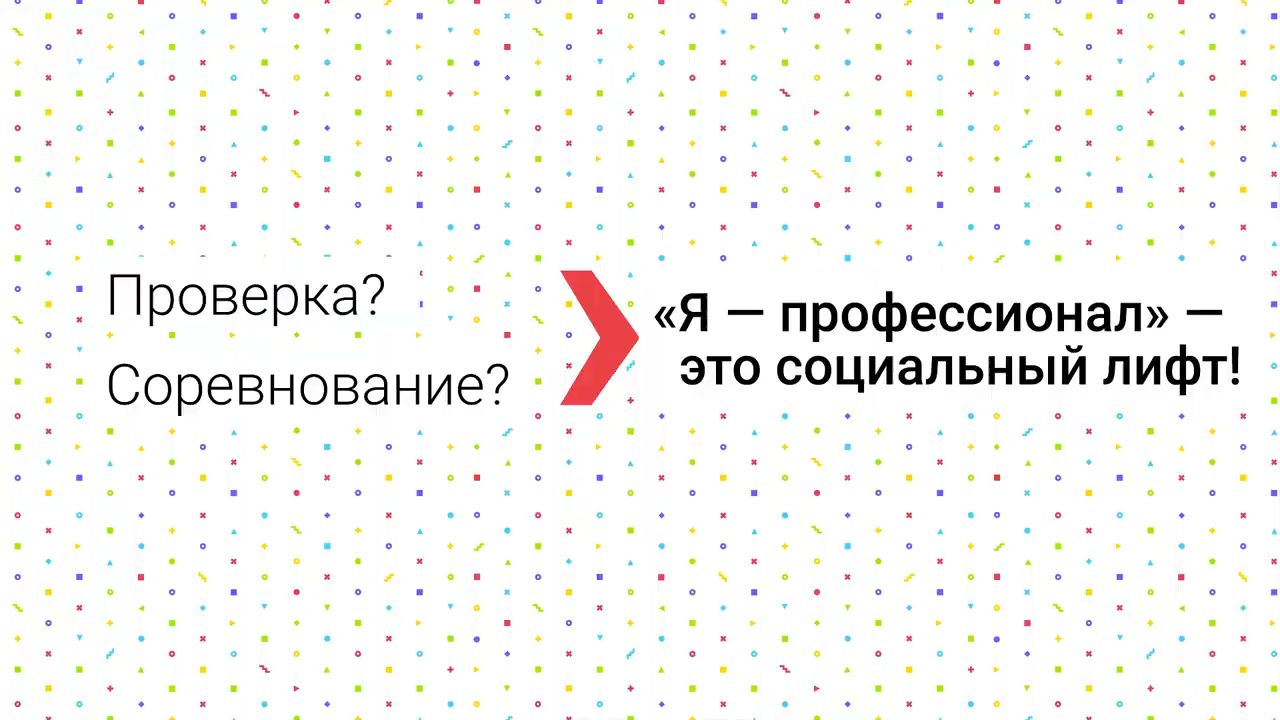 Проверка?
Соревнование?
«Я — профессионал» —
это социальный лифт!